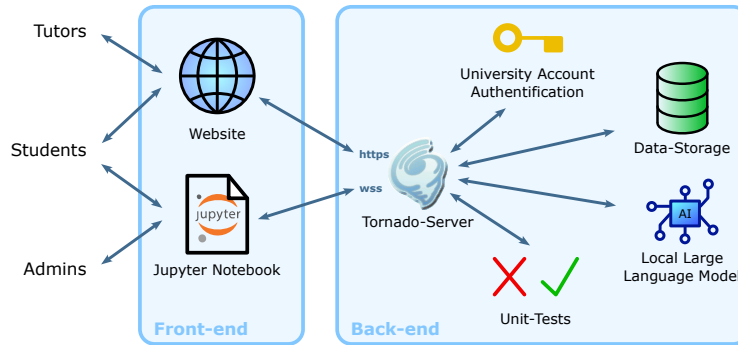 Tutors
Students
Admins
Website
jupyter
Jupyter Notebook
Front-end
https
wss
Tornado-Server
University Account
Authentification
Data-Storage
AI
Local Large
Language Model
Unit-Tests
Back-end